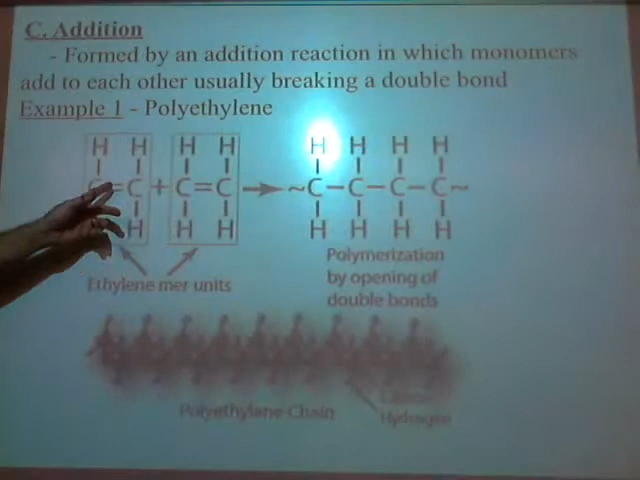 C. Addition
- Formed by an addition reaction in which monomers
add to each other usually breaking a double bond
Example 1 - Polyethylene
H H H H H H H H
C=C + C=C → ~C-C-C-C~
H H H H H H H
Ethylene mer units
Polymerization
by opening of
double bonds
Polyethylene Chain
Carbon
Hydrogen